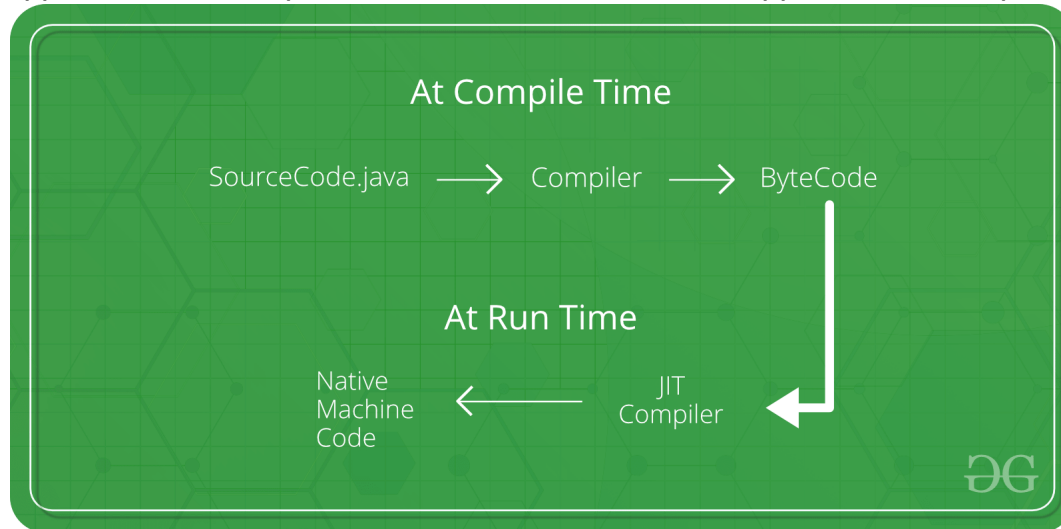 At Compile Time
SourceCode.java
Compiler
ByteCode
At Run Time
Native
Machine
Code
JIT
Compiler